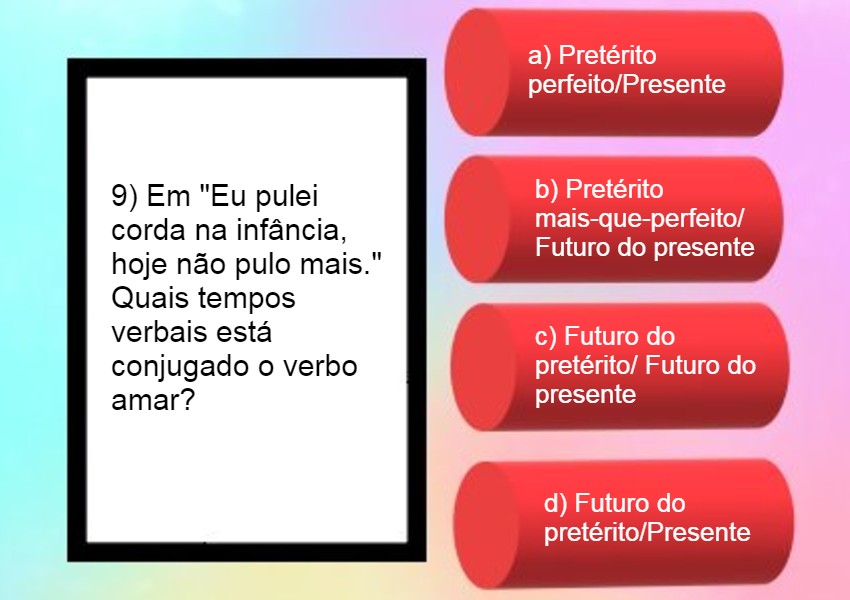 9) Em "Eu pulei
corda na infância,
hoje não pulo mais."
Quais tempos
verbais está
conjugado o verbo
amar?
a) Pretérito
perfeito/Presente
b) Pretérito
mais-que-perfeito/
Futuro do presente
c) Futuro do
pretérito/ Futuro do
presente
d) Futuro do
pretérito/Presente